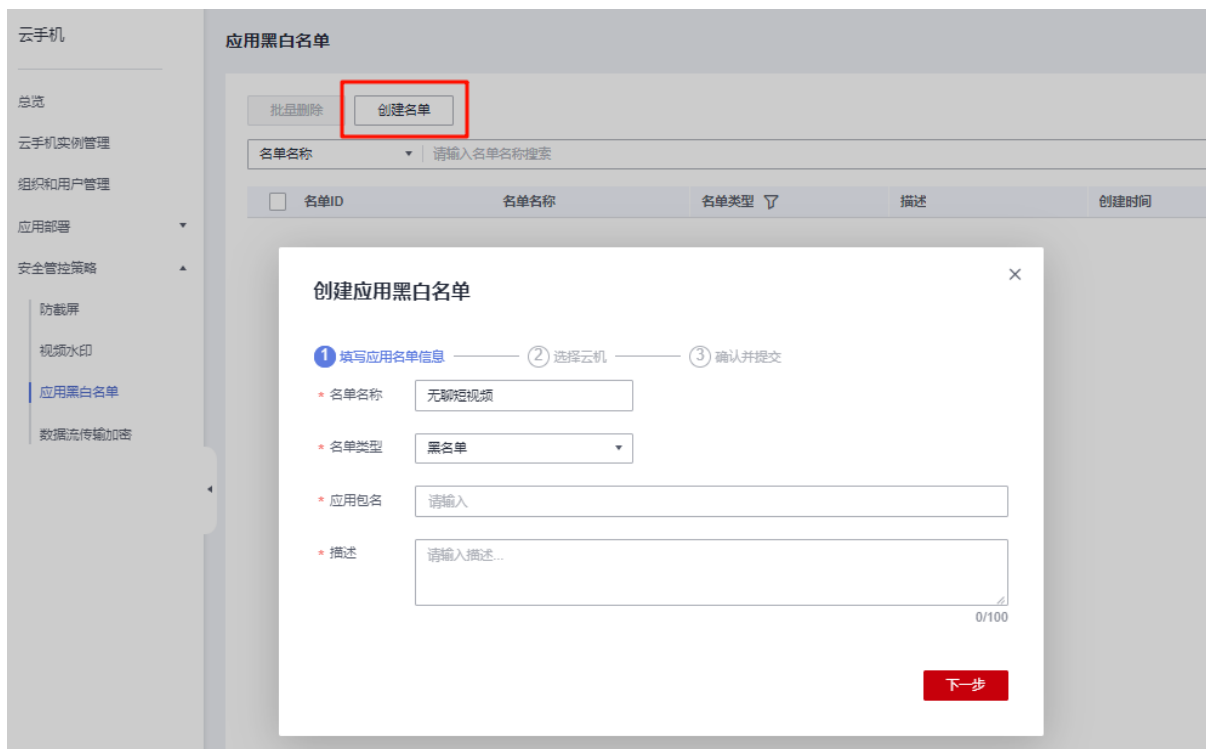 云手机
应用黑白名单
总览
云手机实例管理
组织和用户管理
应用部署
安全管控策略
防截屏
视频水印
应用黑白名单
数据流传输加密
批量删除 创建名单
名单名称 请输入名单名称搜索
名单ID 名单名称 名单类型 描述 创建时间
创建应用黑白名单
1 填写应用名单信息 2 选择云机 3 确认并提交
* 名单名称 无聊短视频
* 名单类型 黑名单
* 应用包名 请输入
* 描述 请输入描述...
0/100
下一步